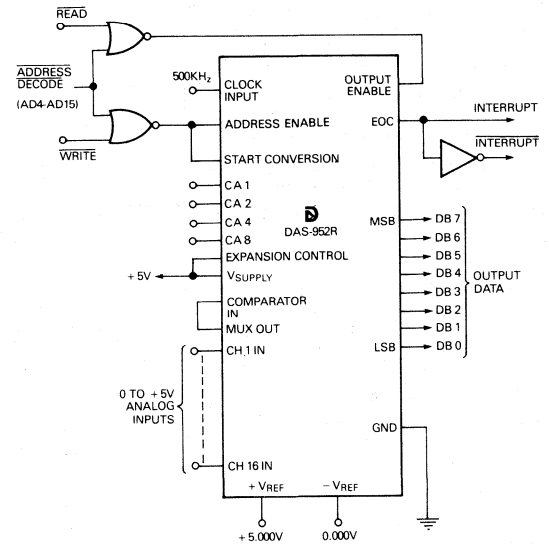 READ
ADDRESS
DECODE
(AD4-AD15)
WRITE
500KHz
CLOCK
INPUT
OUTPUT
ENABLE
ADDRESS ENABLE
EOC
INTERRUPT
INTERRUPT
START CONVERSION
CA 1
CA 2
CA 4
CA 8
DAS-952R
EXPANSION CONTROL
+ 5V
VSUPPLY
COMPARATOR
IN
MUX OUT
CH 1 IN
0 TO +5V
ANALOG
INPUTS
CH 16 IN
MSB
DB 7
DB 6
DB 5
DB 4
DB 3
DB 2
DB 1
LSB
DB 0
OUTPUT
DATA
GND
+ VREF
- VREF
+ 5.000V
0.000V